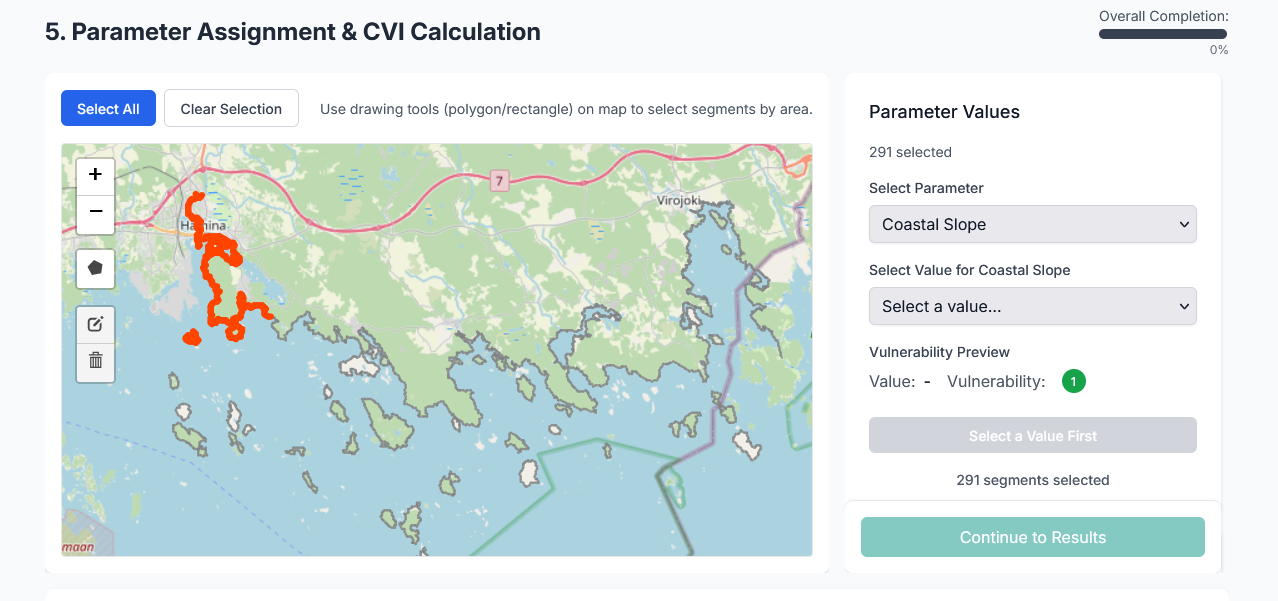 5. Parameter Assignment & CVI Calculation
Overall Completion:
0%
Select All
Clear Selection
Use drawing tools (polygon/rectangle) on map to select segments by area.
+
−
7
Virojoki
Hamina
maan
Parameter Values
291 selected
Select Parameter
Coastal Slope
Select Value for Coastal Slope
Select a value...
Vulnerability Preview
Value: - Vulnerability: 1
Select a Value First
291 segments selected
Continue to Results